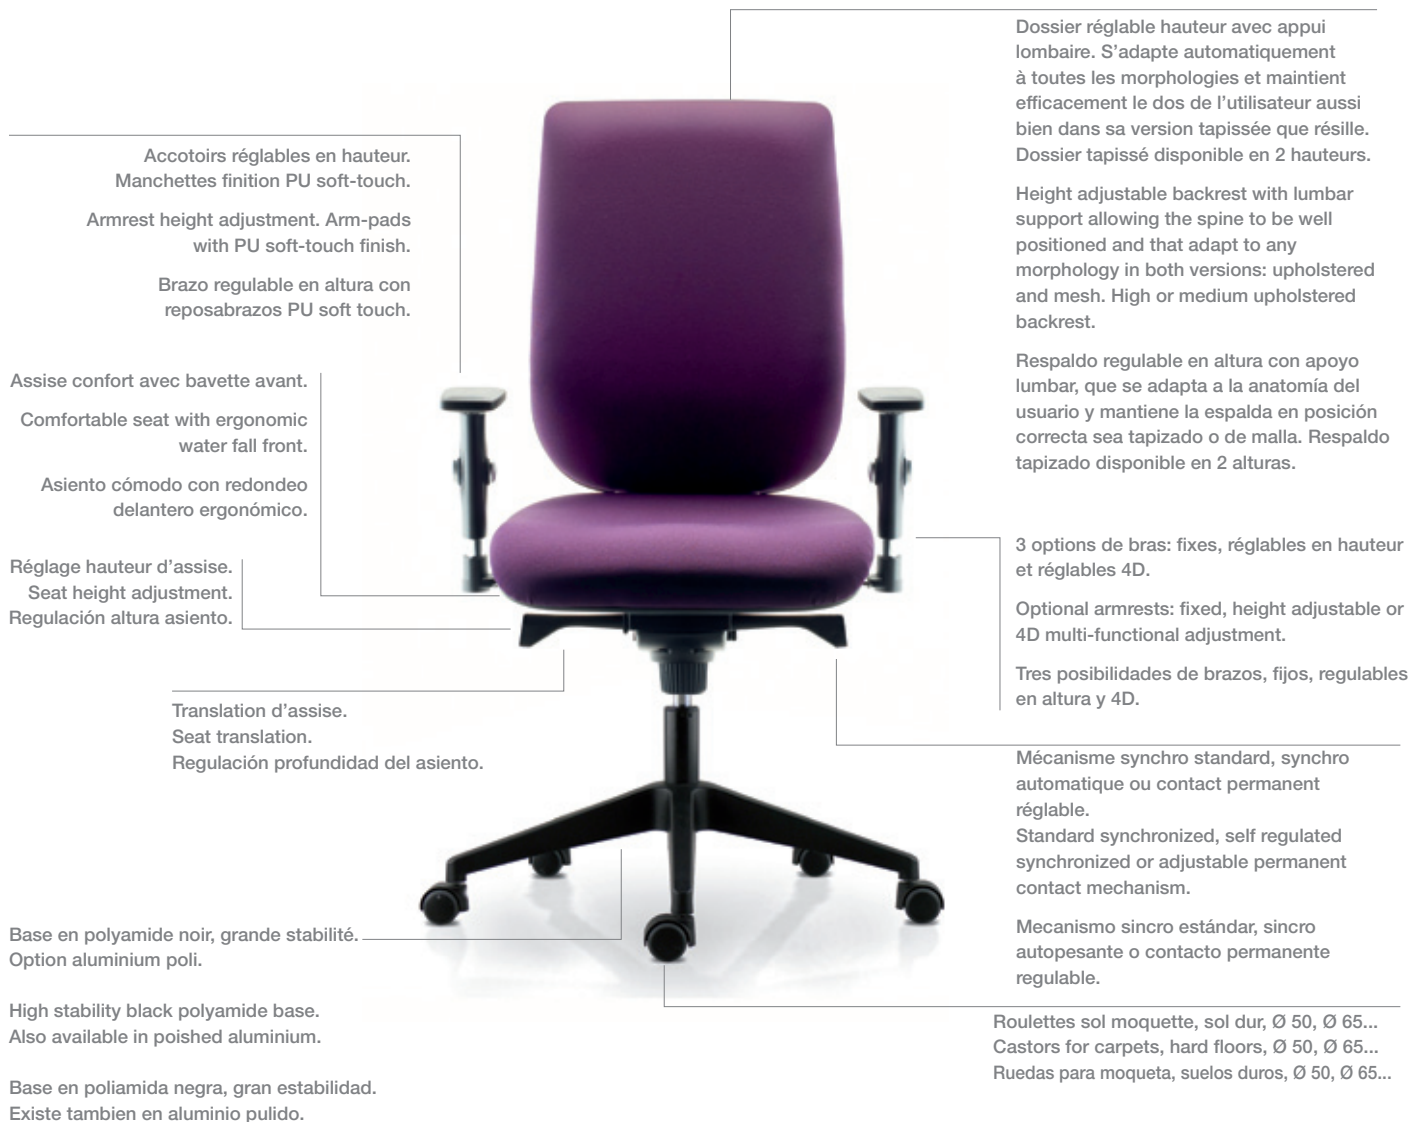 Dossier réglable hauteur avec appui
lombaire. S’adapte automatiquement
à toutes les morphologies et maintient
efficacement le dos de l’utilisateur aussi
bien dans sa version tapissée que résille.
Dossier tapissé disponible en 2 hauteurs.
Height adjustable backrest with lumbar
support allowing the spine to be well
positioned and that adapt to any
morphology in both versions: upholstered
and mesh. High or medium upholstered
backrest.
Respaldo regulable en altura con apoyo
lumbar, que se adapta a la anatomía del
usuario y mantiene la espalda en posición
correcta sea tapizado o de malla. Respaldo
tapizado disponible en 2 alturas.
Accotoirs réglables en hauteur.
Manchettes finition PU soft-touch.
Armrest height adjustment. Arm-pads
with PU soft-touch finish.
Brazo regulable en altura con
reposabrazos PU soft touch.
Assise confort avec bavette avant.
Comfortable seat with ergonomic
water fall front.
Asiento cómodo con redondeo
delantero ergonómico.
Réglage hauteur d’assise.
Seat height adjustment.
Regulación altura asiento.
3 options de bras: fixes, réglables en hauteur
et réglables 4D.
Optional armrests: fixed, height adjustable or
4D multi-functional adjustment.
Tres posibilidades de brazos, fijos, regulables
en altura y 4D.
Translation d’assise.
Seat translation.
Regulación profundidad del asiento.
Mécanisme synchro standard, synchro
automatique ou contact permanent
réglable.
Standard synchronized, self regulated
synchronized or adjustable permanent
contact mechanism.
Mecanismo sincro estándar, sincro
autopesante o contacto permanente
regulable.
Base en polyamide noir, grande stabilité.
Option aluminium poli.
High stability black polyamide base.
Also available in poished aluminium.
Base en poliamida negra, gran estabilidad.
Existe tambien en aluminio pulido.
Roulettes sol moquette, sol dur, Ø 50, Ø 65...
Castors for carpets, hard floors, Ø 50, Ø 65...
Ruedas para moqueta, suelos duros, Ø 50, Ø 65...